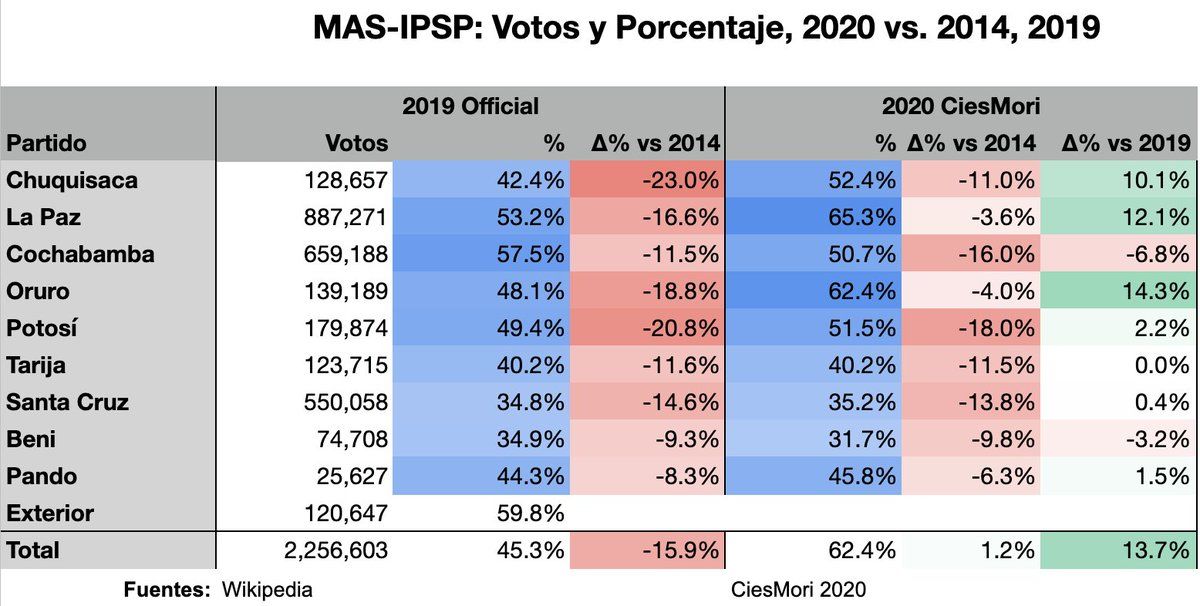 MAS-IPSP: Votos y Porcentaje, 2020 vs. 2014, 2019
2019 Official 2020 CiesMori
Partido Votos % Δ% vs 2014 % Δ% vs 2014 Δ% vs 2019
Chuquisaca 128,657 42.4% -23.0% 52.4% -11.0% 10.1%
La Paz 887,271 53.2% -16.6% 65.3% -3.6% 12.1%
Cochabamba 659,188 57.5% -11.5% 50.7% -16.0% -6.8%
Oruro 139,189 48.1% -18.8% 62.4% -4.0% 14.3%
Potosí 179,874 49.4% -20.8% 51.5% -18.0% 2.2%
Tarija 123,715 40.2% -11.6% 40.2% -11.5% 0.0%
Santa Cruz 550,058 34.8% -14.6% 35.2% -13.8% 0.4%
Beni 74,708 34.9% -9.3% 31.7% -9.8% -3.2%
Pando 25,627 44.3% -8.3% 45.8% -6.3% 1.5%
Exterior 120,647 59.8%
Total 2,256,603 45.3% -15.9% 62.4% 1.2% 13.7%
Fuentes: Wikipedia CiesMori 2020